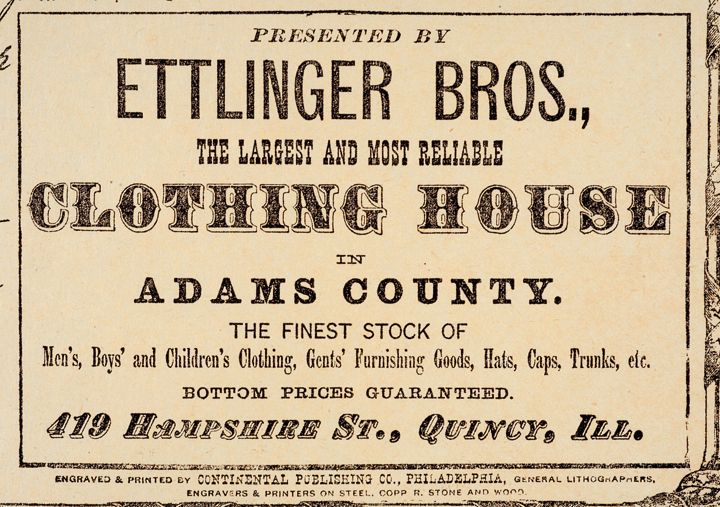 PRESENTED BY
ETTLINGER BROS.,
THE LARGEST AND MOST RELIABLE
CLOTHING HOUSE
IN
ADAMS COUNTY.
THE FINEST STOCK OF
Men's, Boys' and Children's Clothing, Gents' Furnishing Goods, Hats, Caps, Trunks, etc.
BOTTOM PRICES GUARANTEED.
419 HAMPSHIRE ST., QUINCY, ILL.
ENGRAVED & PRINTED BY CONTINENTAL PUBLISHING CO., PHILADELPHIA, GENERAL LITHOGRAPHERS,
ENGRAVERS & PRINTERS ON STEEL, COPP R, STONE AND WOOD.